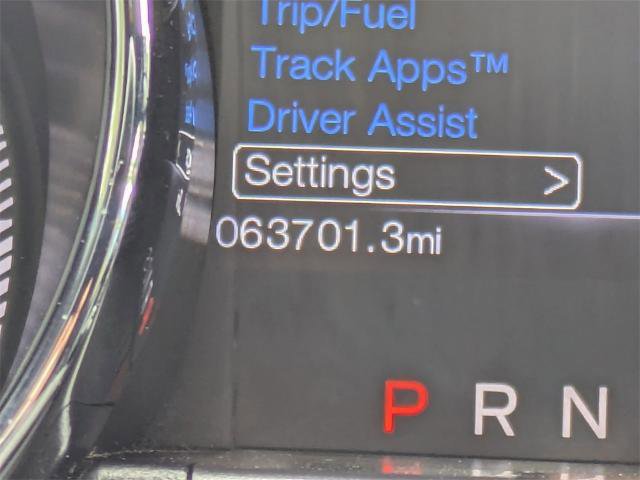 Trip/Fuel
Track Apps™
Driver Assist
Settings >
063701.3mi
P R N